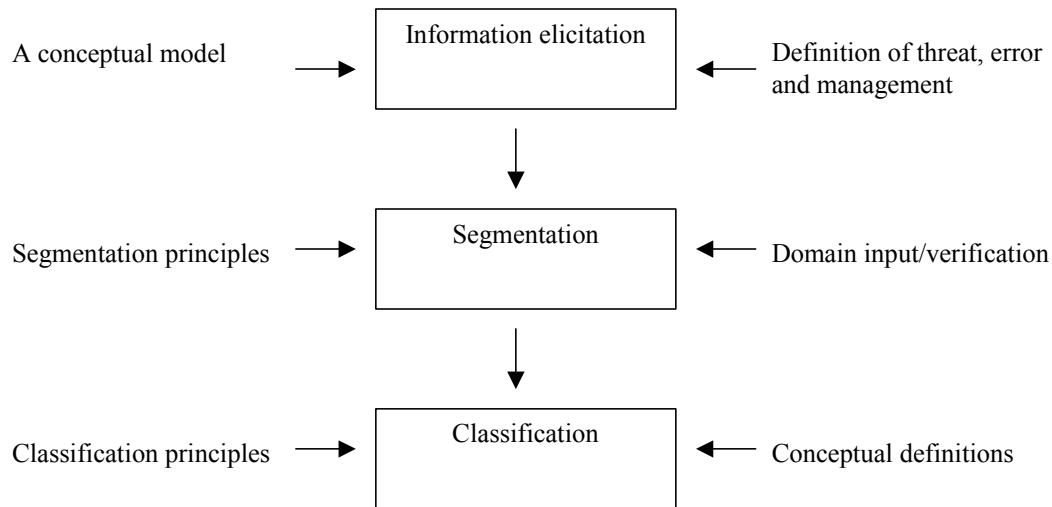 Information elicitation
A conceptual model
Definition of threat, error
and management
Segmentation
Segmentation principles
Domain input/verification
Classification
Classification principles
Conceptual definitions